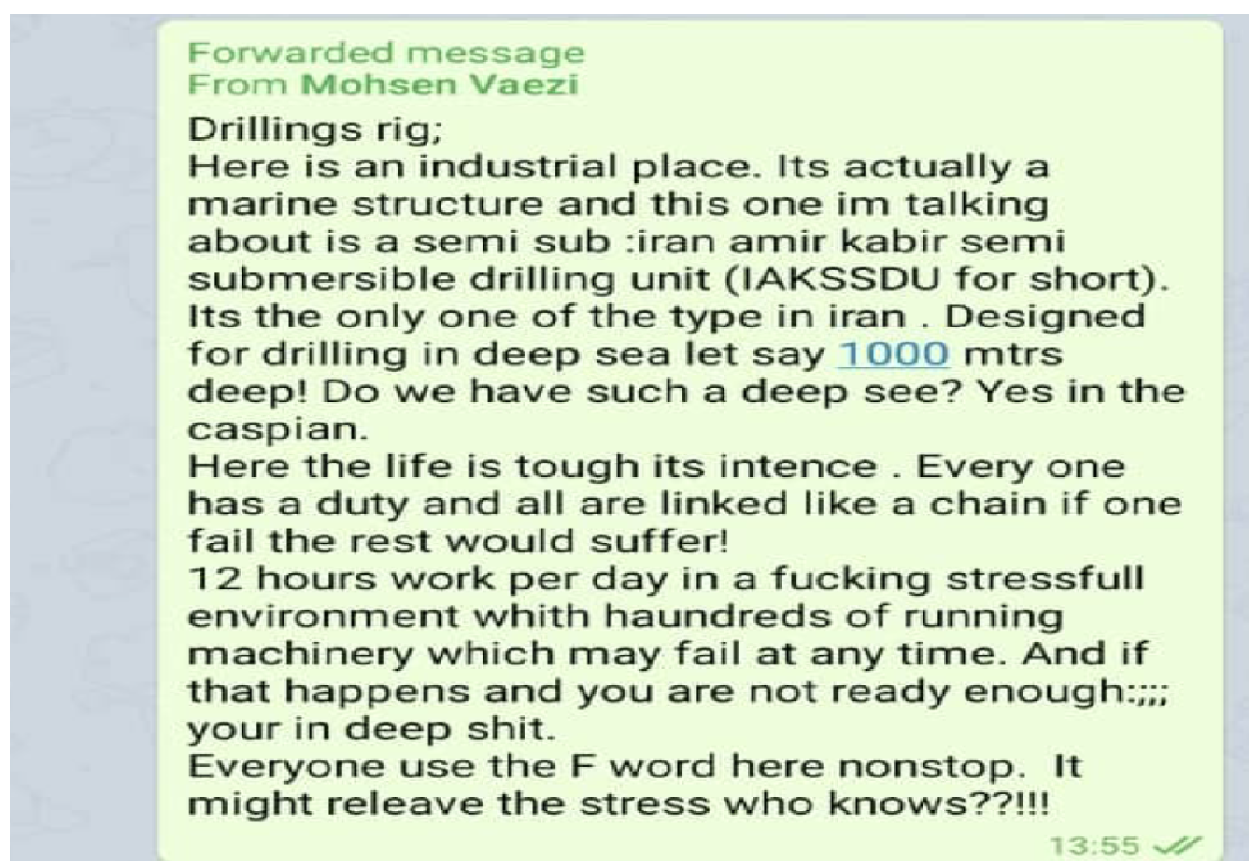 Forwarded message
From Mohsen Vaezi
Drillings rig;
Here is an industrial place. Its actually a
marine structure and this one im talking
about is a semi sub :iran amir kabir semi
submersible drilling unit (IAKSSDU for short).
Its the only one of the type in iran . Designed
for drilling in deep sea let say 1000 mtrs
deep! Do we have such a deep see? Yes in the
caspian.
Here the life is tough its intence . Every one
has a duty and all are linked like a chain if one
fail the rest would suffer!
12 hours work per day in a fucking stressfull
environment whith haundreds of running
machinery which may fail at any time. And if
that happens and you are not ready enough:;;;
your in deep shit.
Everyone use the F word here nonstop.  It
might releave the stress who knows??!!!
13:55